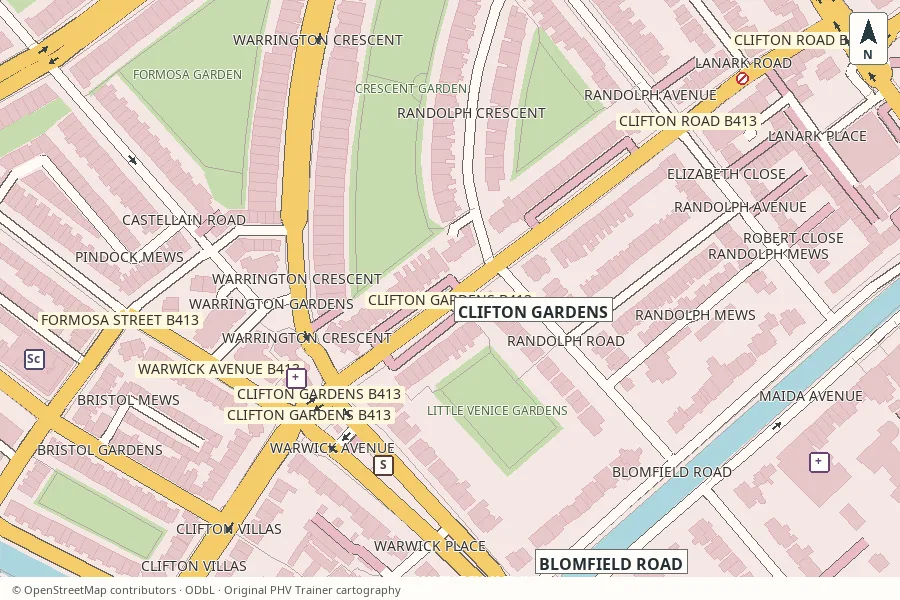 WARRINGTON CRESCENT
CLIFTON ROAD B
N
LANARK ROAD
FORMOSA GARDEN
CRESCENT GARDEN
RANDOLPH AVENUE
RANDOLPH CRESCENT
CLIFTON ROAD B413
LANARK PLACE
ELIZABETH CLOSE
RANDOLPH AVENUE
CASTELLAIN ROAD
ROBERT CLOSE
PINDOCK MEWS
RANDOLPH MEWS
WARRINGTON CRESCENT
WARRINGTON GARDENS
CLIFTON GARDENS B413
CLIFTON GARDENS
FORMOSA STREET B413
RANDOLPH MEWS
WARRINGTON CRESCENT
RANDOLPH ROAD
Sc
WARWICK AVENUE B413
CLIFTON GARDENS B413
MAIDA AVENUE
BRISTOL MEWS
LITTLE VENICE GARDENS
CLIFTON GARDENS B413
BRISTOL GARDENS
WARWICK AVENUE
S
BLOMFIELD ROAD
CLIFTON VILLAS
WARWICK PLACE
CLIFTON VILLAS
BLOMFIELD ROAD
© OpenStreetMap contributors · ODbL · Original PHV Trainer cartography